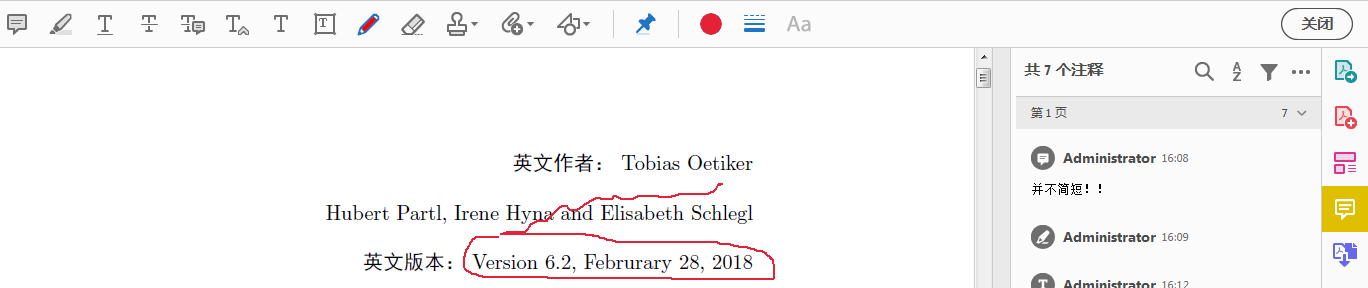 T T T T T T
Aa
关闭
共 7 个注释
A
Z
第 1 页 7
英文作者： Tobias Oetiker
Hubert Partl, Irene Hyna and Elisabeth Schlegl
英文版本： Version 6.2, Februrary 28, 2018
Administrator 16:08
并不简短！！
Administrator 16:09
Administrator 16:12